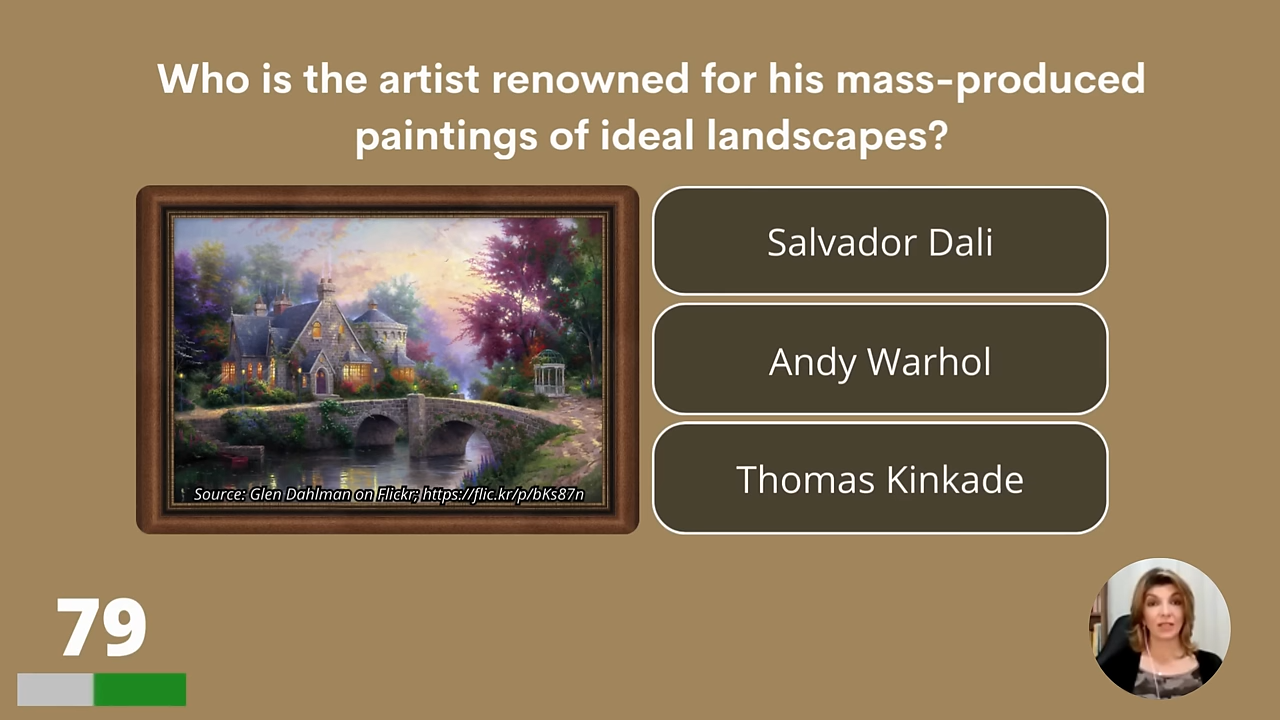 Who is the artist renowned for his mass-produced
paintings of ideal landscapes?
Salvador Dali
Andy Warhol
Thomas Kinkade
Source: Glen Dahlman on Flickr; https://flic.kr/p/bKs87n
79